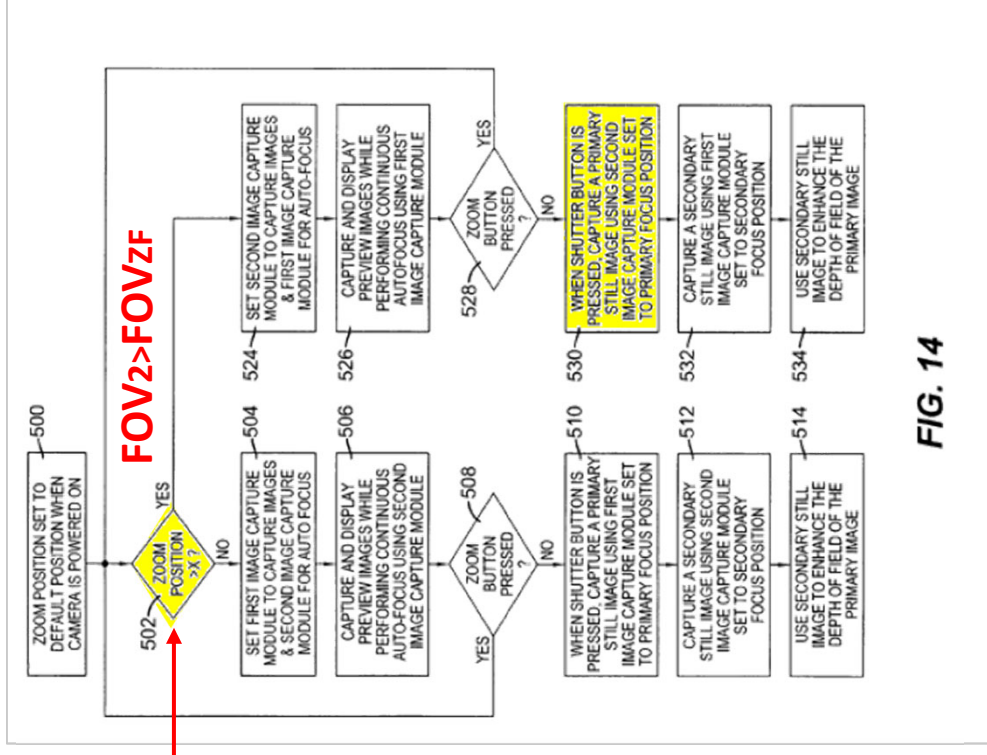 ZOOM POSITION SET TO
DEFAULT POSITION WHEN
CAMERA IS POWERED ON
500
502
ZOOM
POSITION
>X ?
YES
NO
FOV2>FOVZF
SET FIRST IMAGE CAPTURE
MODULE TO CAPTURE IMAGES
& SECOND IMAGE CAPTURE
MODULE FOR AUTO FOCUS
504
CAPTURE AND DISPLAY
PREVIEW IMAGES WHILE
PERFORMING CONTINUOUS
AUTO-FOCUS USING SECOND
IMAGE CAPTURE MODULE
506
ZOOM
BUTTON
PRESSED
?
508
YES
NO
WHEN SHUTTER BUTTON IS
PRESSED, CAPTURE A PRIMARY
STILL IMAGE USING FIRST
IMAGE CAPTURE MODULE SET
TO PRIMARY FOCUS POSITION
510
CAPTURE A SECONDARY
STILL IMAGE USING SECOND
IMAGE CAPTURE MODULE
SET TO SECONDARY
FOCUS POSITION
512
USE SECONDARY STILL
IMAGE TO ENHANCE THE
DEPTH OF FIELD OF THE
PRIMARY IMAGE
514
SET SECOND IMAGE CAPTURE
MODULE TO CAPTURE IMAGES
& FIRST IMAGE CAPTURE
MODULE FOR AUTO-FOCUS
524
CAPTURE AND DISPLAY
PREVIEW IMAGES WHILE
PERFORMING CONTINUOUS
AUTOFOCUS USING FIRST
IMAGE CAPTURE MODULE
526
ZOOM
BUTTON
PRESSED
?
528
YES
NO
WHEN SHUTTER BUTTON IS
PRESSED, CAPTURE A PRIMARY
STILL IMAGE USING SECOND
IMAGE CAPTURE MODULE SET
TO PRIMARY FOCUS POSITION
530
CAPTURE A SECONDARY
STILL IMAGE USING FIRST
IMAGE CAPTURE MODULE
SET TO SECONDARY
FOCUS POSITION
532
USE SECONDARY STILL
IMAGE TO ENHANCE THE
DEPTH OF FIELD OF THE
PRIMARY IMAGE
534
FIG. 14